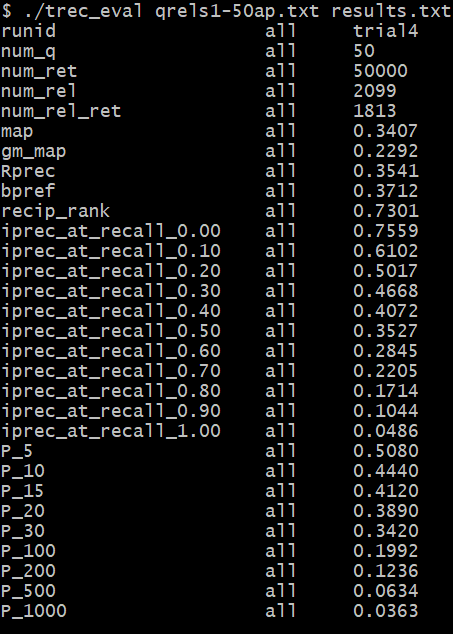 $ ./trec_eval qrels1-50ap.txt results.txt
runid all trial4
num_q all 50
num_ret all 50000
num_rel all 2099
num_rel_ret all 1813
map all 0.3407
gm_map all 0.2292
Rprec all 0.3541
bpref all 0.3712
recip_rank all 0.7301
iprec_at_recall_0.00 all 0.7559
iprec_at_recall_0.10 all 0.6102
iprec_at_recall_0.20 all 0.5017
iprec_at_recall_0.30 all 0.4668
iprec_at_recall_0.40 all 0.4072
iprec_at_recall_0.50 all 0.3527
iprec_at_recall_0.60 all 0.2845
iprec_at_recall_0.70 all 0.2205
iprec_at_recall_0.80 all 0.1714
iprec_at_recall_0.90 all 0.1044
iprec_at_recall_1.00 all 0.0486
P_5 all 0.5080
P_10 all 0.4440
P_15 all 0.4120
P_20 all 0.3890
P_30 all 0.3420
P_100 all 0.1992
P_200 all 0.1236
P_500 all 0.0634
P_1000 all 0.0363